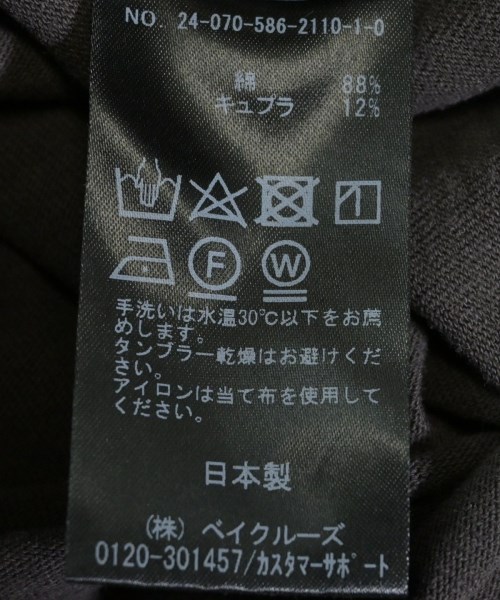 NO. 24-070-586-2110-1-0
綿 88%
キュプラ 12%
F W
手洗いは水温30℃以下をお薦
めします。
タンブラー乾燥はお避けくだ
さい。
アイロンは当て布を使用して
ください。
日本製
(株) ベイクルーズ
0120-301457/カスタマーサポート